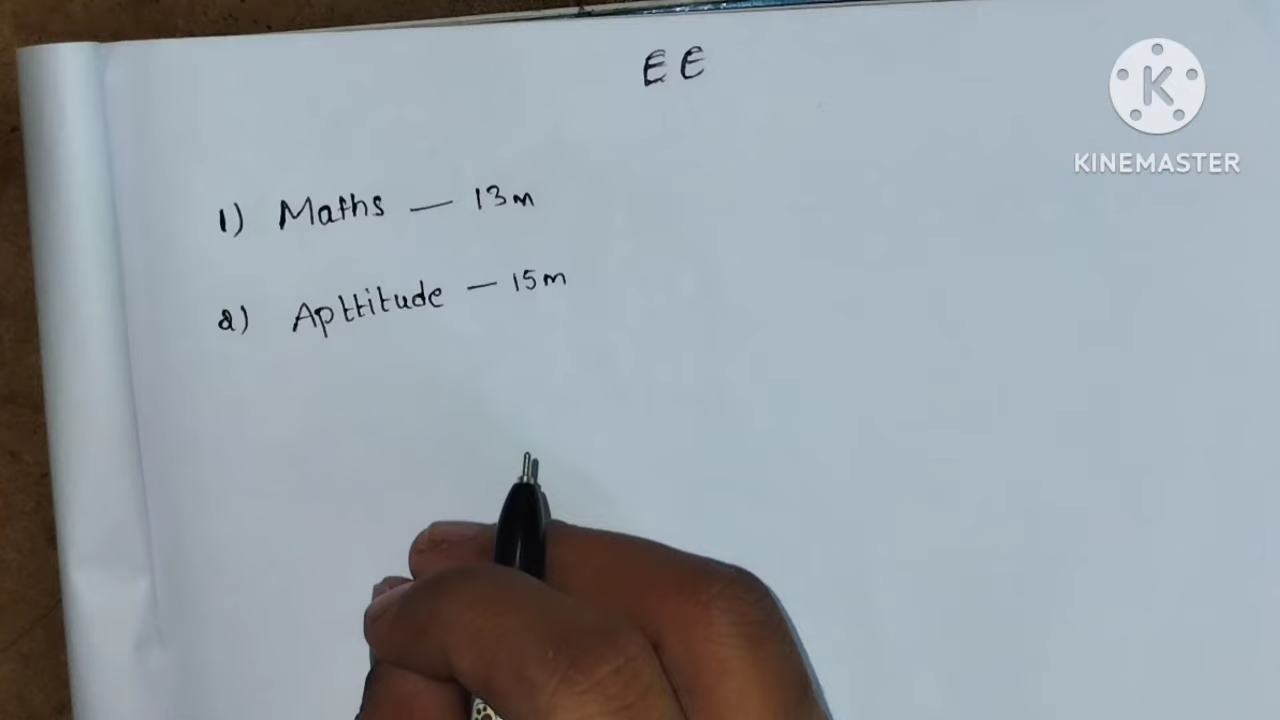 EE
KINEMASTER
1) Maths — 13m
2) Apttitude — 15m